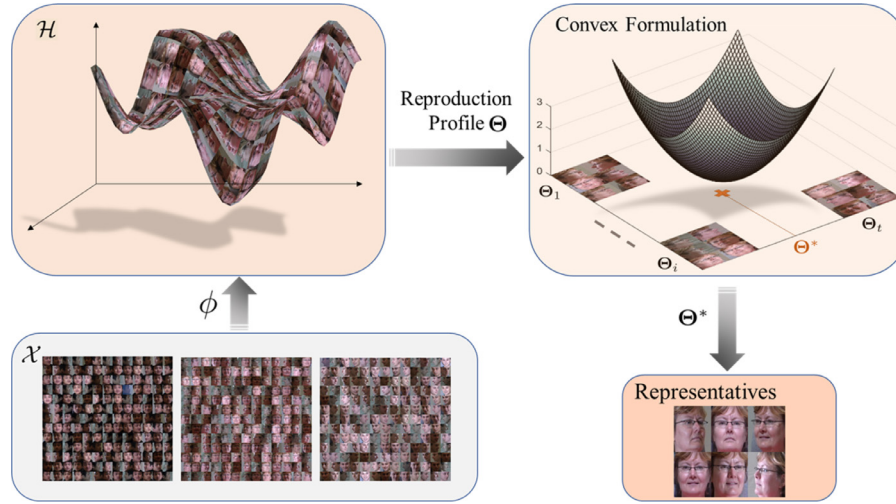 ℋ
Reproduction
Profile Θ
Convex Formulation
3
2
1
0
Θ₁
Θᵢ
Θₜ
Θ*
ϕ
𝒳
Θ*
Representatives